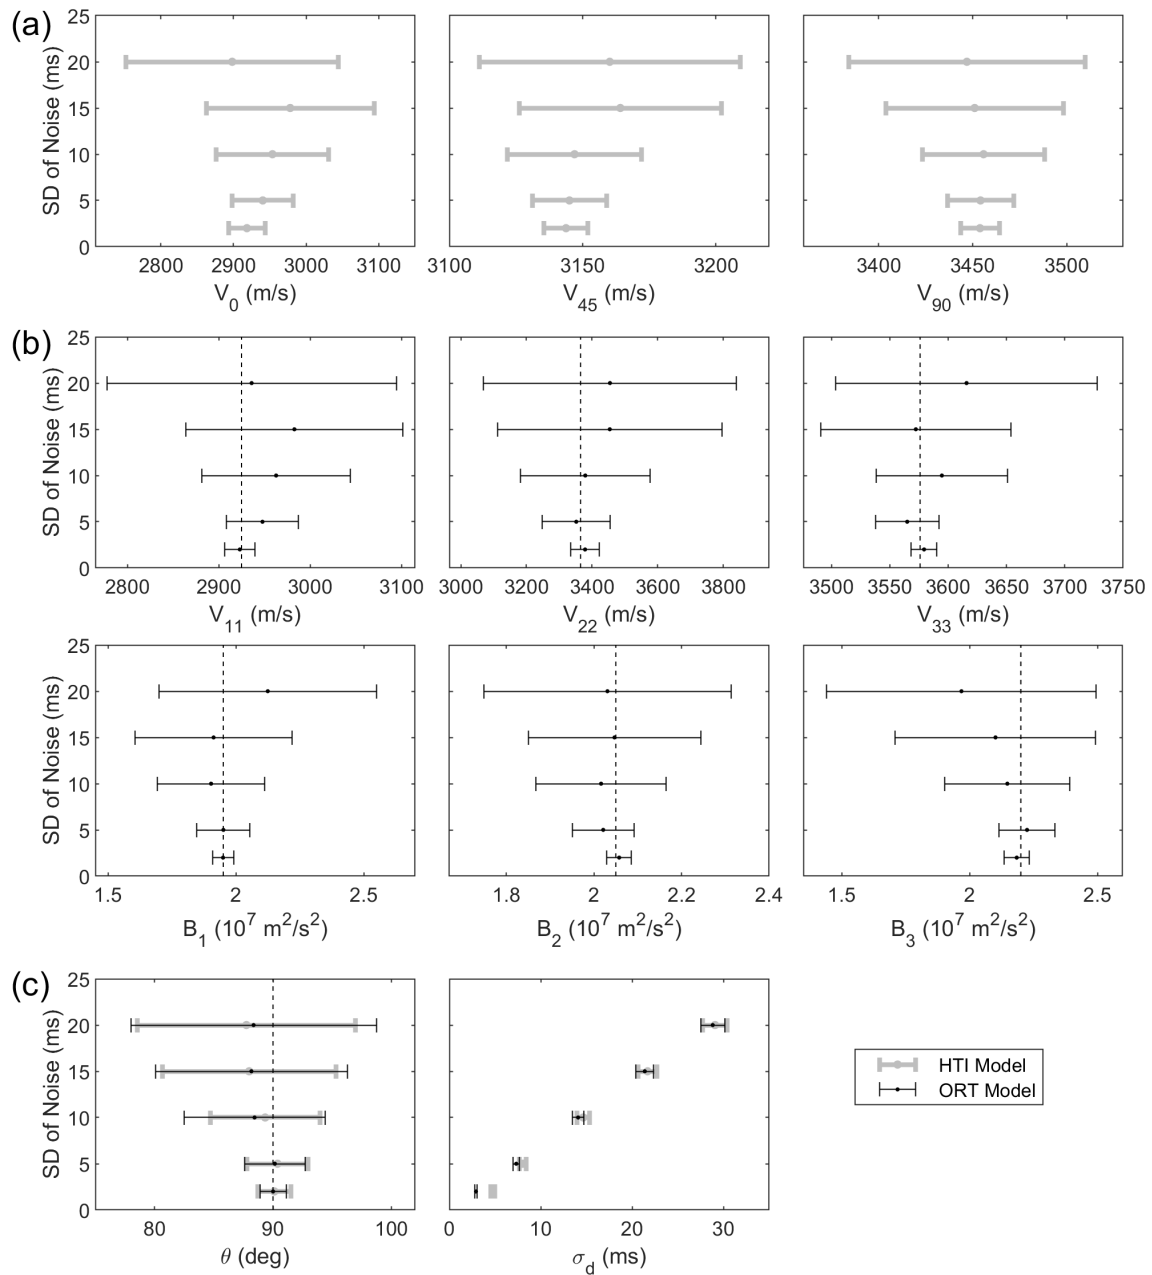 (a)
SD of Noise (ms)
25
20
15
10
5
0
2800 2900 3000 3100
V0 (m/s)
3100 3150 3200
V45 (m/s)
3400 3450 3500
V90 (m/s)
(b)
SD of Noise (ms)
25
20
15
10
5
0
2800 2900 3000 3100
V11 (m/s)
3000 3200 3400 3600 3800
V22 (m/s)
3500 3550 3600 3650 3700 3750
V33 (m/s)
SD of Noise (ms)
25
20
15
10
5
0
1.5 2 2.5
B1 (10^7 m^2/s^2)
1.8 2 2.2 2.4
B2 (10^7 m^2/s^2)
1.5 2 2.5
B3 (10^7 m^2/s^2)
(c)
SD of Noise (ms)
25
20
15
10
5
0
80 90 100
θ (deg)
0 10 20 30
σd (ms)
HTI Model
ORT Model